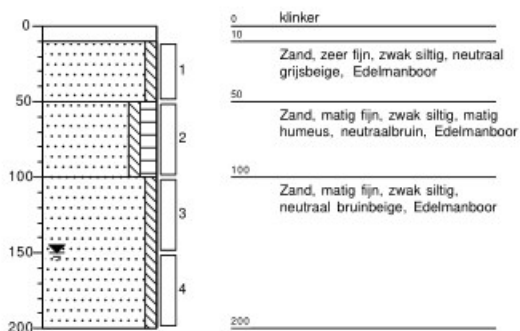 0
50
100
150
200
1
2
3
4
0 klinker
10
Zand, zeer fijn, zwak siltig, neutraal
grijsbeige, Edelmanboor
50
Zand, matig fijn, zwak siltig, matig
humeus, neutraalbruin, Edelmanboor
100
Zand, matig fijn, zwak siltig,
neutraal bruinbeige, Edelmanboor
200